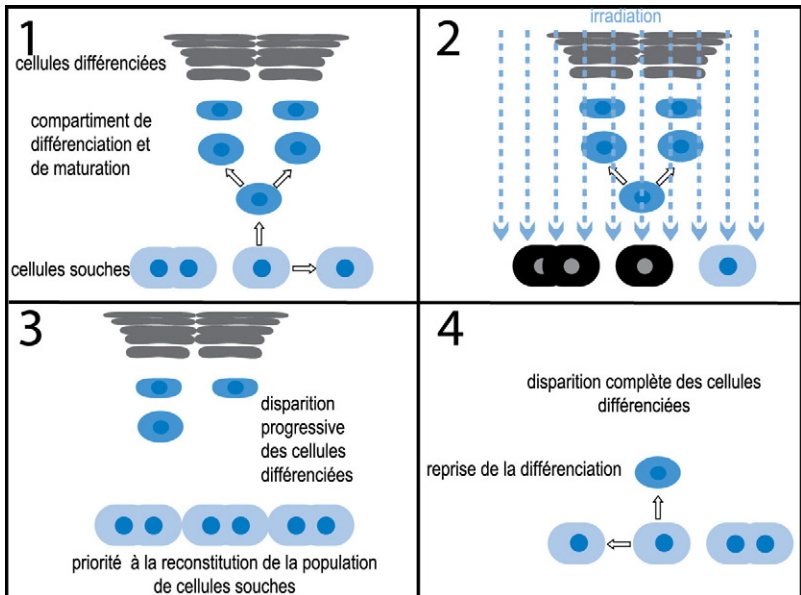 1
cellules différenciées
compartiment de
différenciation et
de maturation
cellules souches
2
irradiation
3
disparition
progressive
des cellules
différenciées
priorité à la reconstitution de la population
de cellules souches
4
disparition complète des cellules
différenciées
reprise de la différenciation